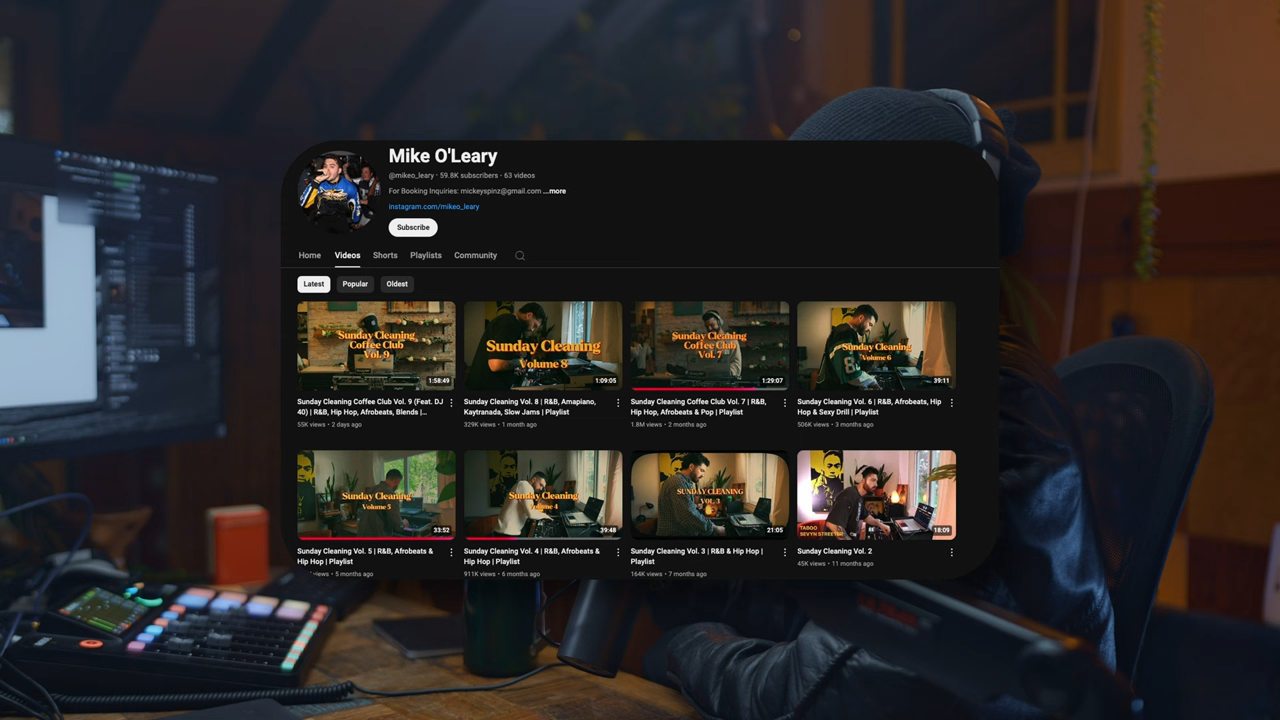 Mike O'Leary
@mikeo_leary · 59.8K subscribers · 63 videos
For Booking Inquiries: mickeyspinz@gmail.com ...more
instagram.com/mikeo_leary
Subscribe
Home Videos Shorts Playlists Community
Latest Popular Oldest
Sunday Cleaning
Coffee Club
Vol. 9
1:58:49
Sunday Cleaning
Volume 8
1:09:05
Sunday Cleaning
Coffee Club
Vol. 7
1:29:07
Sunday Cleaning
Volume 6
39:11
Sunday Cleaning Coffee Club Vol. 9 (Feat. DJ
40) | R&B, Hip Hop, Afrobeats, Blends |...
55K views · 2 days ago
Sunday Cleaning Vol. 8 | R&B, Amapiano,
Kaytranada, Slow Jams | Playlist
329K views · 1 month ago
Sunday Cleaning Coffee Club Vol. 7 | R&B,
Hip Hop, Afrobeats & Pop | Playlist
1.8M views · 2 months ago
Sunday Cleaning Vol. 6 | R&B, Afrobeats, Hip
Hop & Sexy Drill | Playlist
506K views · 3 months ago
Sunday Cleaning
Volume 5
33:52
Sunday Cleaning
Volume 4
39:48
SUNDAY CLEANING
VOL. 3
21:05
TABOO
SEVYN STREETER
18:09
Sunday Cleaning Vol. 5 | R&B, Afrobeats &
Hip Hop | Playlist
views · 5 months ago
Sunday Cleaning Vol. 4 | R&B, Afrobeats &
Hip Hop | Playlist
911K views · 6 months ago
Sunday Cleaning Vol. 3 | R&B & Hip Hop |
Playlist
164K views · 7 months ago
Sunday Cleaning Vol. 2
45K views · 11 months ago